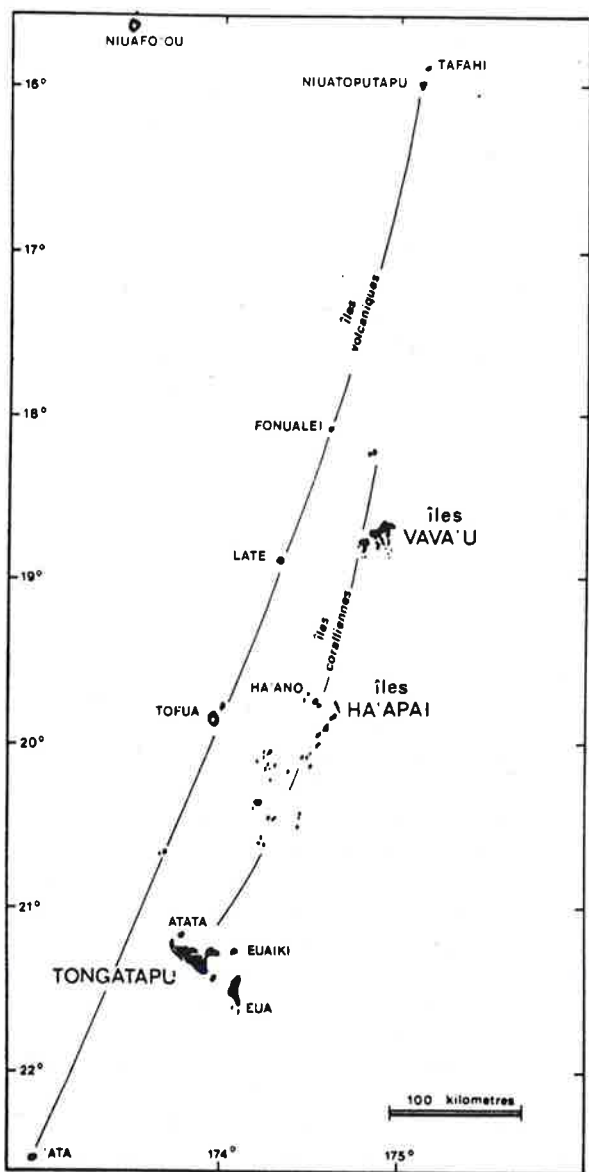 NIUAFO'OU
TAFAHI
NIUATOPUTAPU
16°
17°
îles
volcaniques
18°
FONUALEI
îles
VAVA'U
LATE
19°
îles
coralliennes
HA'ANO
îles
HA'APAI
TOFUA
20°
21°
ATATA
EUAIKI
TONGATAPU
EUA
22°
100 kilometres
'ATA
174°
175°